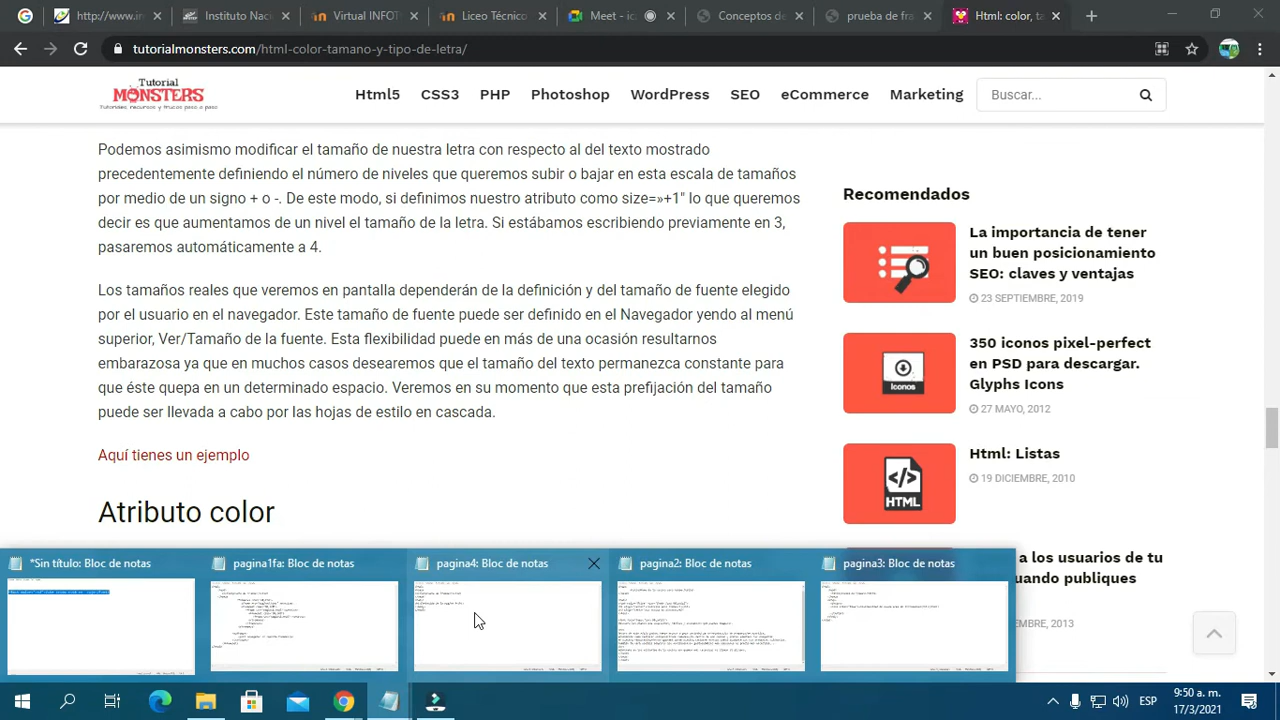 http://www.in
Instituto Nac
Virtual INFOT
Liceo Técnico
Meet - ic
Conceptos de
prueba de fra
Html: color, ta
tutorialmonsters.com/html-color-tamano-y-tipo-de-letra/
Tutorial
MONSTERS
Tutoriales, recursos y trucos paso a paso
Html5
CSS3
PHP
Photoshop
WordPress
SEO
eCommerce
Marketing
Buscar...
Podemos asimismo modificar el tamaño de nuestra letra con respecto al del texto mostrado
precedentemente definiendo el número de niveles que queremos subir o bajar en esta escala de tamaños
por medio de un signo + o -. De este modo, si definimos nuestro atributo como size=»+1" lo que queremos
decir es que aumentamos de un nivel el tamaño de la letra. Si estábamos escribiendo previamente en 3,
pasaremos automáticamente a 4.
Los tamaños reales que veremos en pantalla dependerán de la definición y del tamaño de fuente elegido
por el usuario en el navegador. Este tamaño de fuente puede ser definido en el Navegador yendo al menú
superior, Ver/Tamaño de la fuente. Esta flexibilidad puede en más de una ocasión resultarnos
embarazosa ya que en muchos casos desearemos que el tamaño del texto permanezca constante para
que éste quepa en un determinado espacio. Veremos en su momento que esta prefijación del tamaño
puede ser llevada a cabo por las hojas de estilo en cascada.
Aquí tienes un ejemplo
Atributo color
Recomendados
La importancia de tener
un buen posicionamiento
SEO: claves y ventajas
23 SEPTIEMBRE, 2019
350 iconos pixel-perfect
en PSD para descargar.
Glyphs Icons
27 MAYO, 2012
Iconos
Html: Listas
19 DICIEMBRE, 2010
HTML
a los usuarios de tu
uando publiques
RE, 2013
*Sin título: Bloc de notas
pagina1fa: Bloc de notas
pagina4: Bloc de notas
pagina2: Bloc de notas
pagina3: Bloc de notas
ESP
9:50 a. m.
17/3/2021